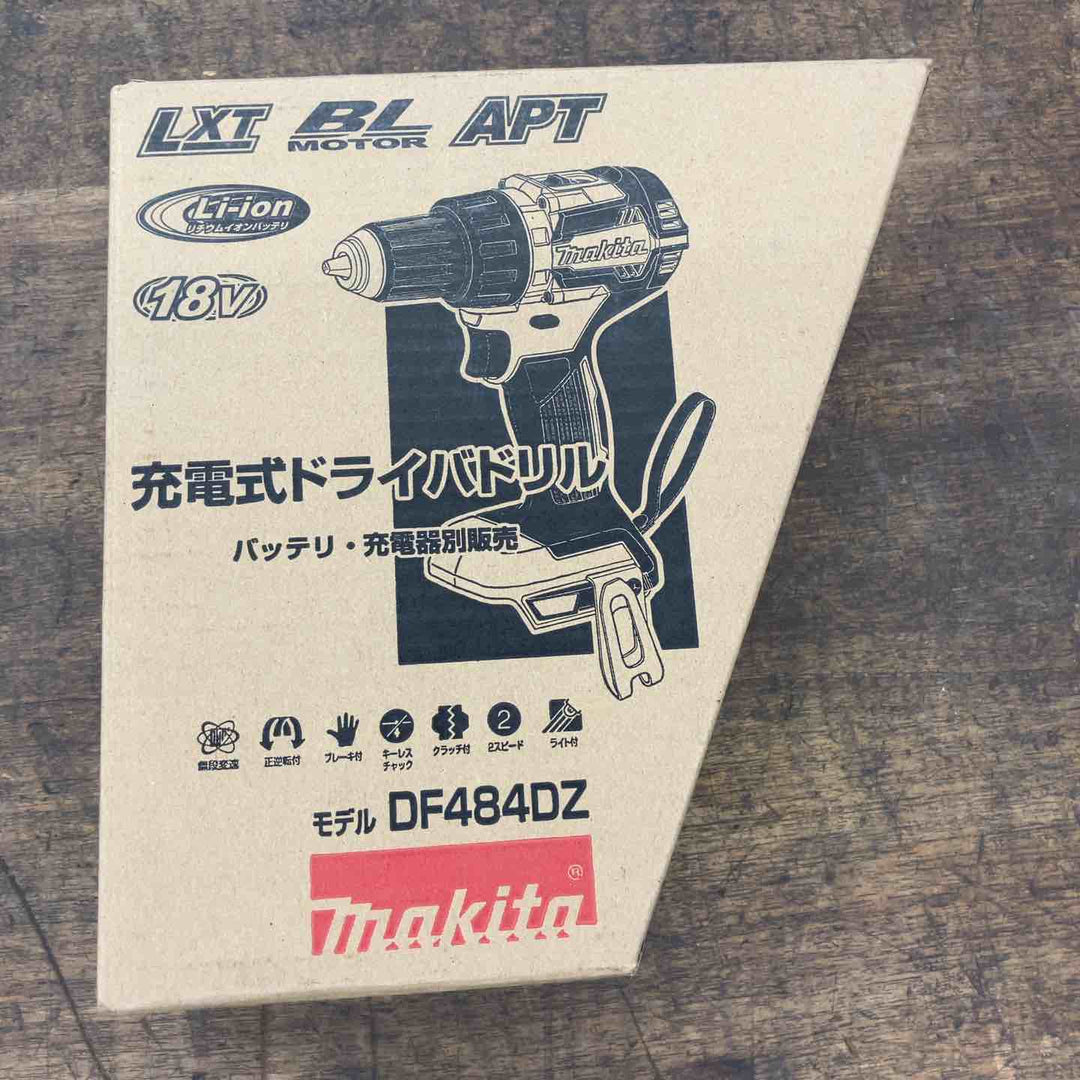 LXT BL MOTOR APT
Li-ion
リチウムイオンバッテリ
18V
makita
充電式ドライバドリル
バッテリ・充電器別販売
無段変速 正逆転付 ブレーキ付 キーレスチャック クラッチ付 2 2スピード ライト付
モデル DF484DZ
makita®